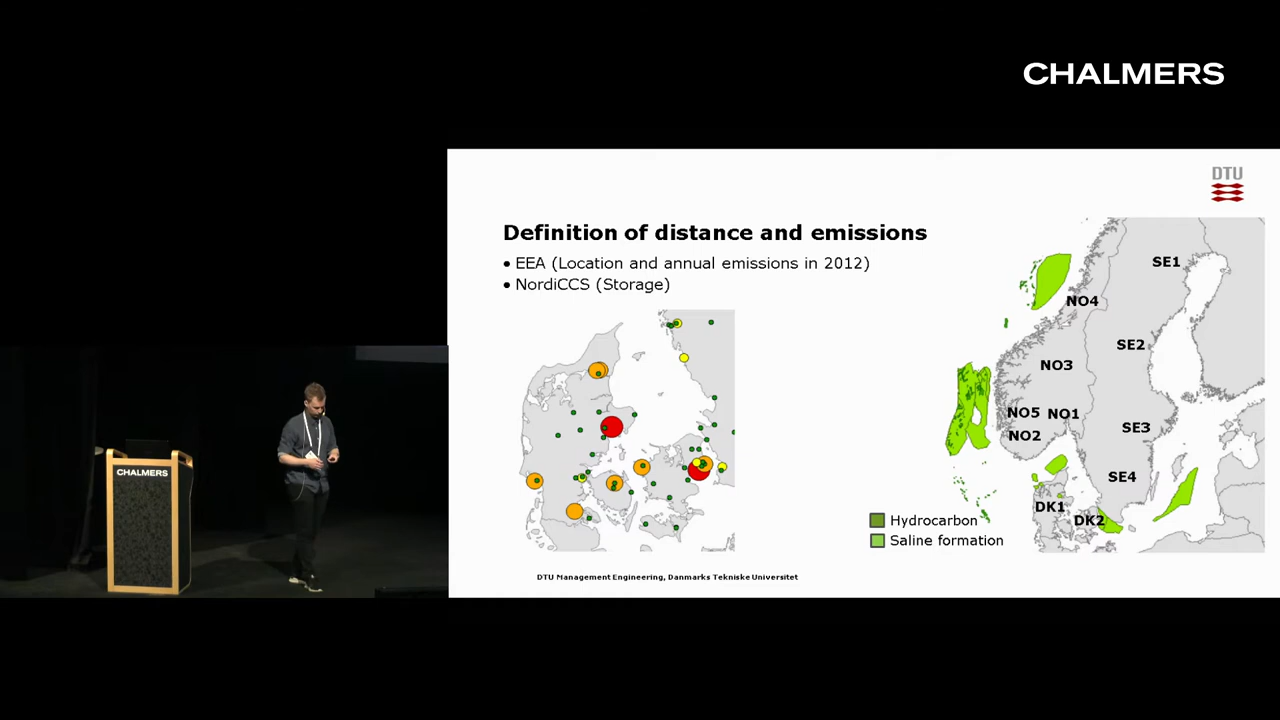 CHALMERS
DTU
Definition of distance and emissions
• EEA (Location and annual emissions in 2012)
• NordiCCS (Storage)
SE1
NO4
SE2
NO3
NO5 NO1
NO2
SE3
SE4
DK1
DK2
Hydrocarbon
Saline formation
DTU Management Engineering, Danmarks Tekniske Universitet
CHALMERS